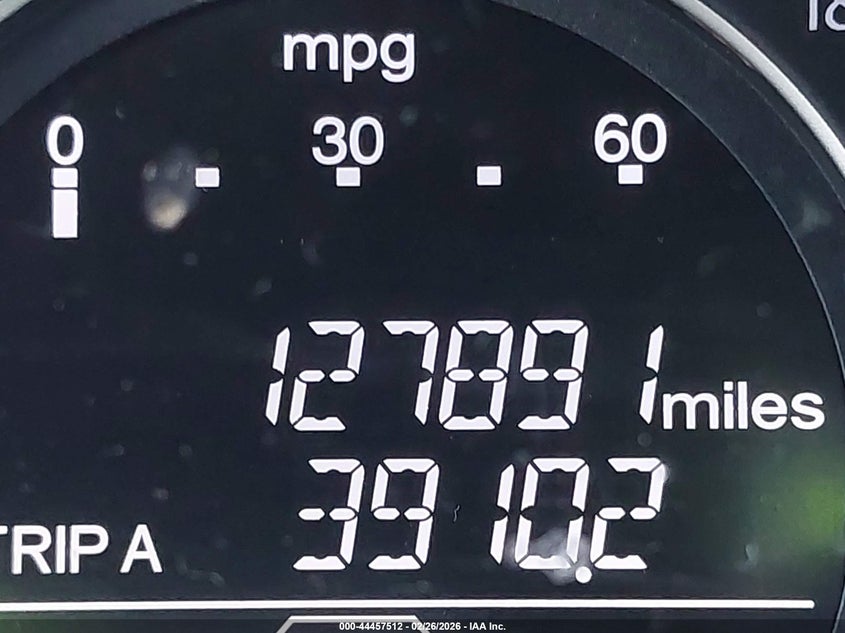 mpg
0 30 60
127891 miles
TRIP A 3910.2
000-44457512 - 02/26/2026 - IAA Inc.